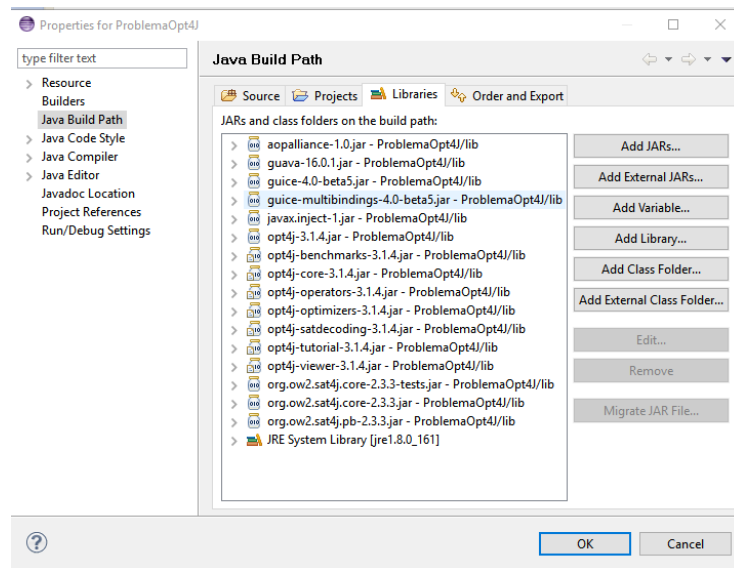 Properties for ProblemaOpt4J
type filter text
Resource
Builders
Java Build Path
Java Code Style
Java Compiler
Java Editor
Javadoc Location
Project References
Run/Debug Settings
Java Build Path
Source Projects Libraries Order and Export
JARs and class folders on the build path:
aopalliance-1.0.jar - ProblemaOpt4J/lib
guava-16.0.1.jar - ProblemaOpt4J/lib
guice-4.0-beta5.jar - ProblemaOpt4J/lib
guice-multibindings-4.0-beta5.jar - ProblemaOpt4J/lib
javax.inject-1.jar - ProblemaOpt4J/lib
opt4j-3.1.4.jar - ProblemaOpt4J/lib
opt4j-benchmarks-3.1.4.jar - ProblemaOpt4J/lib
opt4j-core-3.1.4.jar - ProblemaOpt4J/lib
opt4j-operators-3.1.4.jar - ProblemaOpt4J/lib
opt4j-optimizers-3.1.4.jar - ProblemaOpt4J/lib
opt4j-satdecoding-3.1.4.jar - ProblemaOpt4J/lib
opt4j-tutorial-3.1.4.jar - ProblemaOpt4J/lib
opt4j-viewer-3.1.4.jar - ProblemaOpt4J/lib
org.ow2.sat4j.core-2.3.3-tests.jar - ProblemaOpt4J/lib
org.ow2.sat4j.core-2.3.3.jar - ProblemaOpt4J/lib
org.ow2.sat4j.pb-2.3.3.jar - ProblemaOpt4J/lib
JRE System Library [jre1.8.0_161]
Add JARs...
Add External JARs...
Add Variable...
Add Library...
Add Class Folder...
Add External Class Folder...
Edit...
Remove
Migrate JAR File...
OK
Cancel